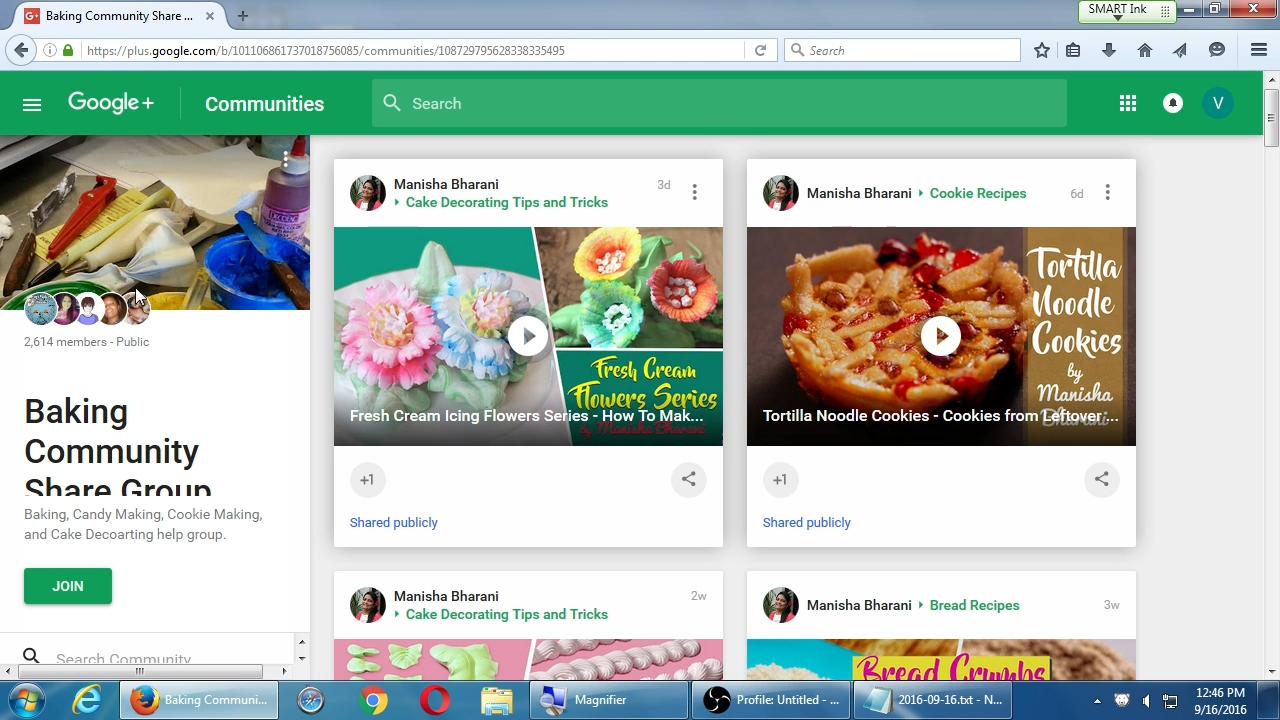 Baking Community Share ...
SMART Ink
https://plus.google.com/b/101106861737018756085/communities/108729795628338335495
Search
Google+
Communities
Search
V
2,614 members - Public
Baking
Community
Share Group
Baking, Candy Making, Cookie Making,
and Cake Decoarting help group.
JOIN
Search Community
Manisha Bharani
3d
Cake Decorating Tips and Tricks
Fresh Cream
Flowers Series
by Manisha Bharani
Fresh Cream Icing Flowers Series - How To Mak...
+1
Shared publicly
Manisha Bharani
Cookie Recipes
6d
Tortilla
Noodle
Cookies
by
Manisha
Bharani
Tortilla Noodle Cookies - Cookies from Leftover ...
+1
Shared publicly
Manisha Bharani
2w
Cake Decorating Tips and Tricks
Manisha Bharani
Bread Recipes
3w
Bread Crumbs
Baking Communi...
Magnifier
Profile: Untitled - ...
2016-09-16.txt - N...
12:46 PM
9/16/2016